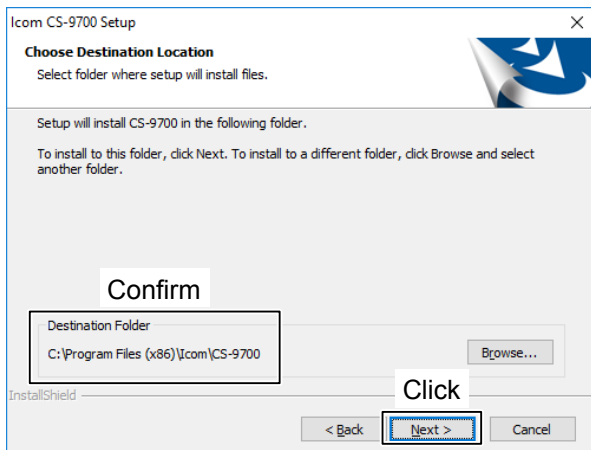 Icom CS-9700 Setup
Choose Destination Location
Select folder where setup will install files.
Setup will install CS-9700 in the following folder.
To install to this folder, click Next. To install to a different folder, click Browse and select
another folder.
Confirm
Destination Folder
C:\Program Files (x86)\Icom\CS-9700
Browse...
Click
InstallShield
< Back
Next >
Cancel